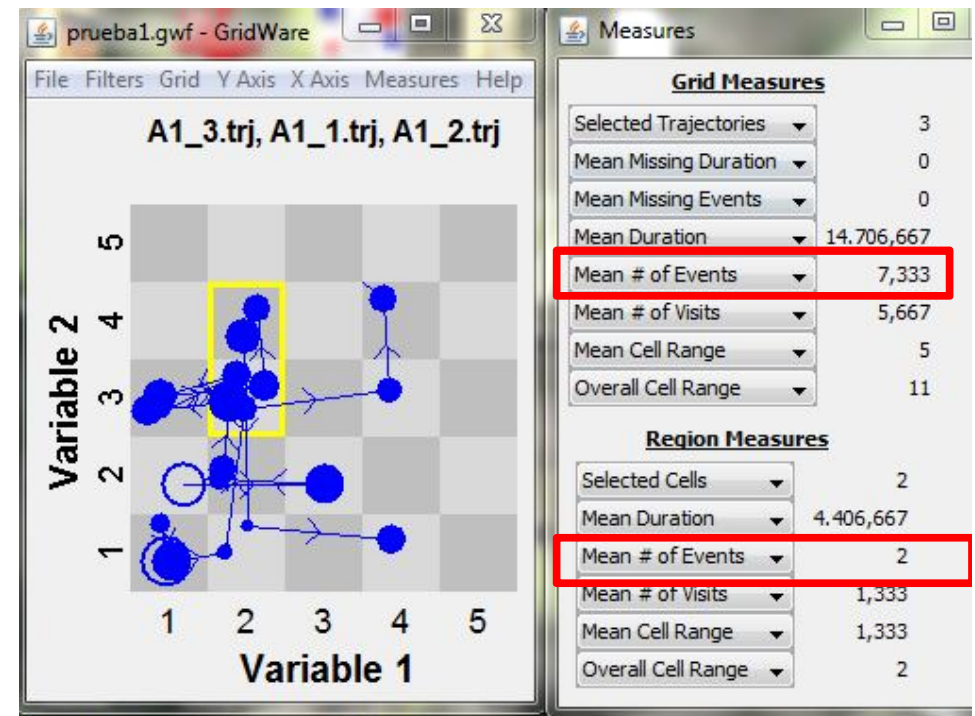 prueba1.gwf - GridWare
File Filters Grid Y Axis X Axis Measures Help
A1_3.trj, A1_1.trj, A1_2.trj
Variable 2
5
4
3
2
1
1 2 3 4 5
Variable 1
Measures
Grid Measures
Selected Trajectories 3
Mean Missing Duration 0
Mean Missing Events 0
Mean Duration 14.706,667
Mean # of Events 7,333
Mean # of Visits 5,667
Mean Cell Range 5
Overall Cell Range 11
Region Measures
Selected Cells 2
Mean Duration 4.406,667
Mean # of Events 2
Mean # of Visits 1,333
Mean Cell Range 1,333
Overall Cell Range 2